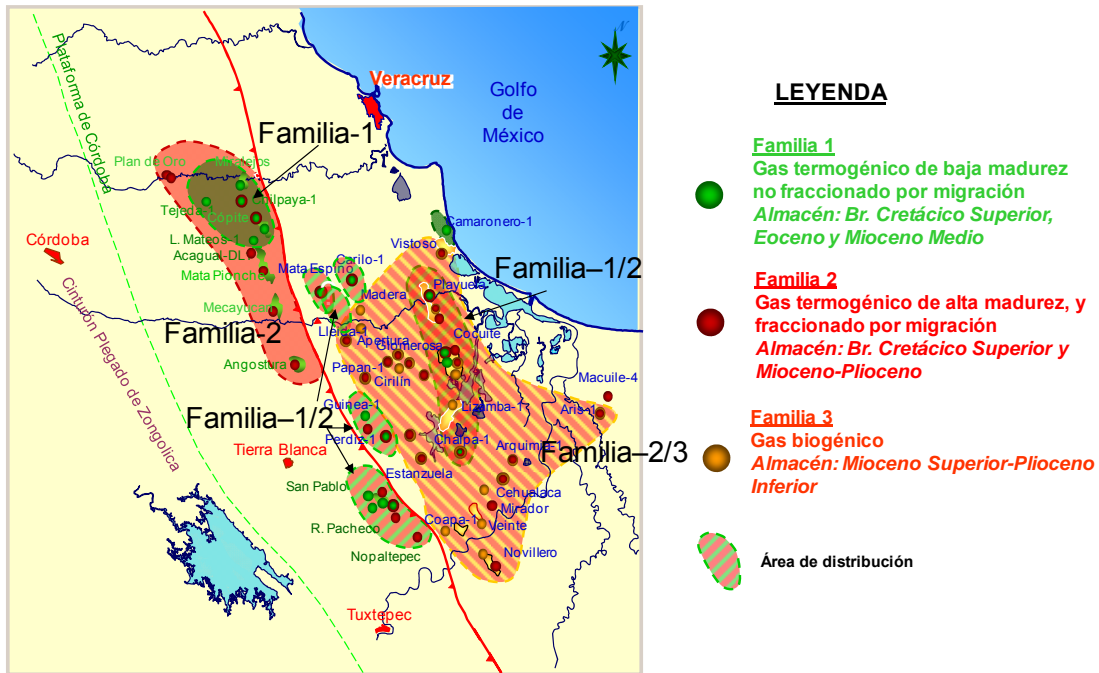 N
Veracruz
Golfo
de
México
Plataforma de Córdoba
Familia-1
Plan de Oro
Miralejos
Cuilpaya-1
Tejeda-1
Cópite
Camaronero-1
L. Mateos-1
Córdoba
Acagual-DL
Vistoso
Mata Pionche
Mata Espino
Carilo-1
Familia–1/2
Madera
Playuela
Mecayucan
Familia-2
Lleida-1
Apertura
Cocuite
Glomerosa
Cinturón Plegado de Zongolica
Angostura
Papan-1
Cirilín
Macuile-4
Guinea-1
Lizamba-1
Aris-1
Familia–1/2
Perdiz-1
Chalpa-1
Arquimia-1
Familia–2/3
Tierra Blanca
Estanzuela
San Pablo
Cehualaca
Mirador
R. Pacheco
Coapa-1
Veinte
Nopaltepec
Novillero
Tuxtepec
LEYENDA
Familia 1
Gas termogénico de baja madurez
no fraccionado por migración
Almacén: Br. Cretácico Superior,
Eoceno y Mioceno Medio
Familia 2
Gas termogénico de alta madurez, y
fraccionado por migración
Almacén: Br. Cretácico Superior y
Mioceno-Plioceno
Familia 3
Gas biogénico
Almacén: Mioceno Superior-Plioceno
Inferior
Área de distribución